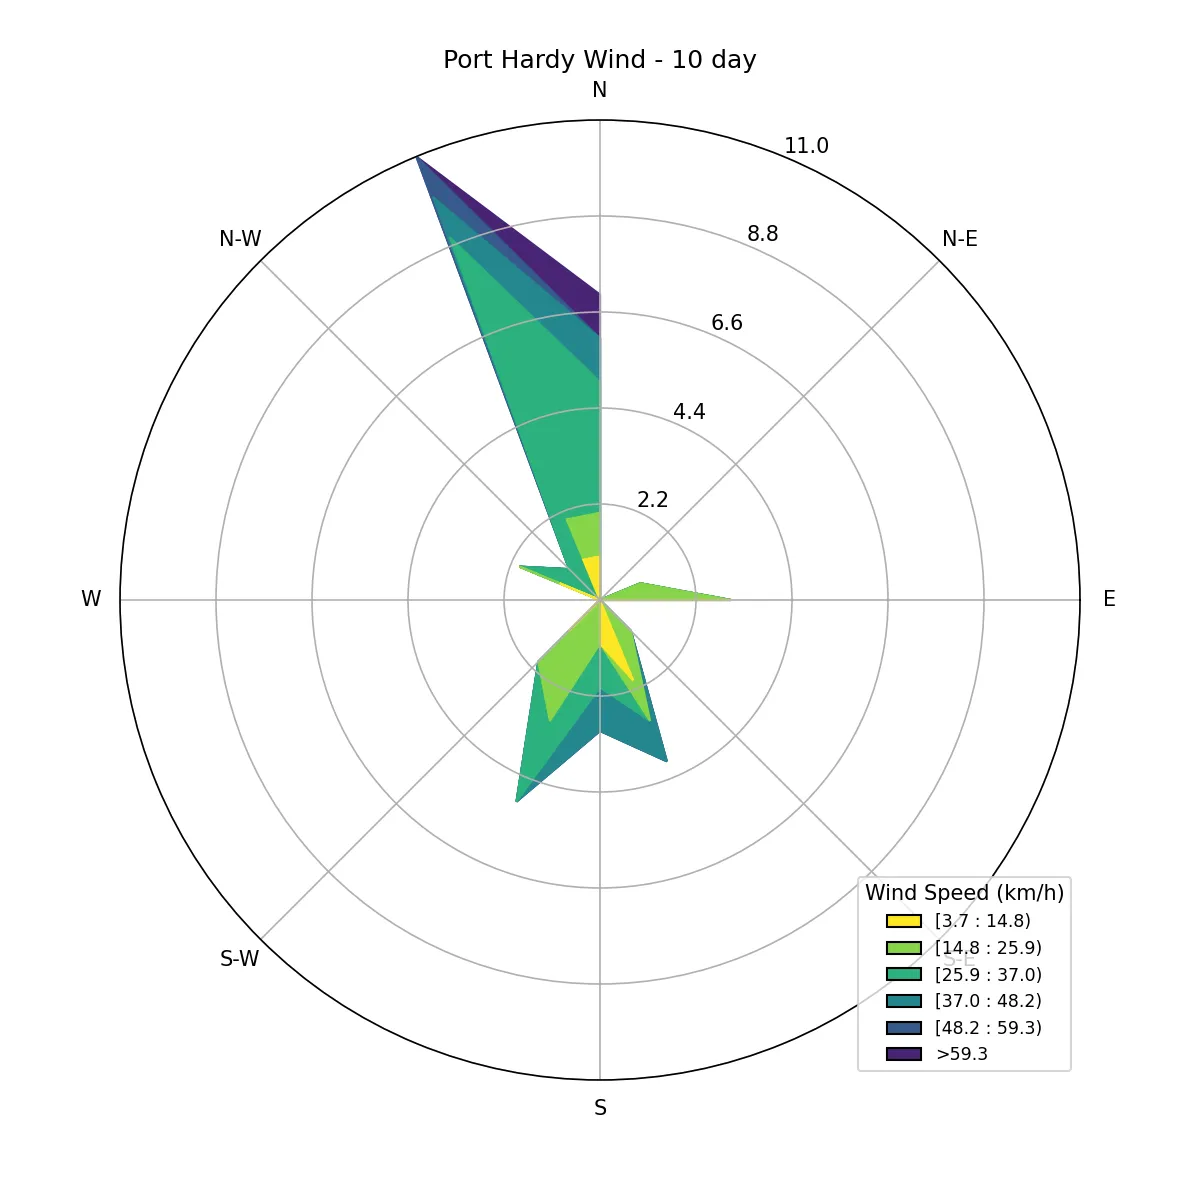 Port Hardy Wind - 10 day
N
11.0
N-W
8.8
N-E
6.6
4.4
2.2
W
E
S-W
S-E
S
Wind Speed (km/h)
[3.7 : 14.8)
[14.8 : 25.9)
[25.9 : 37.0)
[37.0 : 48.2)
[48.2 : 59.3)
>59.3